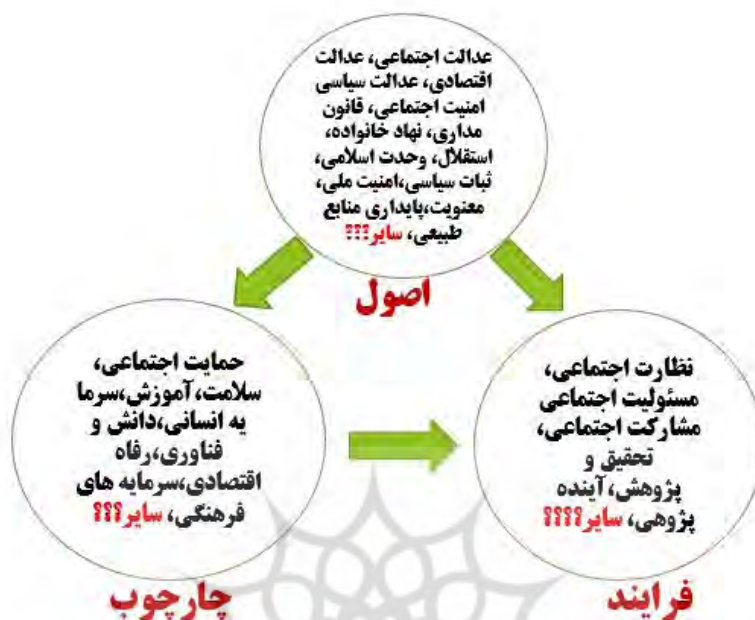 عدالت اجتماعی، عدالت
اقتصادی، عدالت سیاسی
امنیت اجتماعی، قانون
مداری، نهاد خانواده،
استقلال، وحدت اسلامی،
ثبات سیاسی،امنیت ملی،
معنویت،پایداری منابع
طبیعی، سایر؟؟؟
اصول
نظارت اجتماعی،
مسئولیت اجتماعی
مشارکت اجتماعی،
تحقیق و
پژوهش،آینده
پژوهی، سایر؟؟؟؟
فرایند
حمایت اجتماعی،
سلامت،آموزش،سرما
یه انسانی،دانش و
فناوری،رفاه
اقتصادی،سرمایه های
فرهنگی، سایر؟؟؟
چارچوب